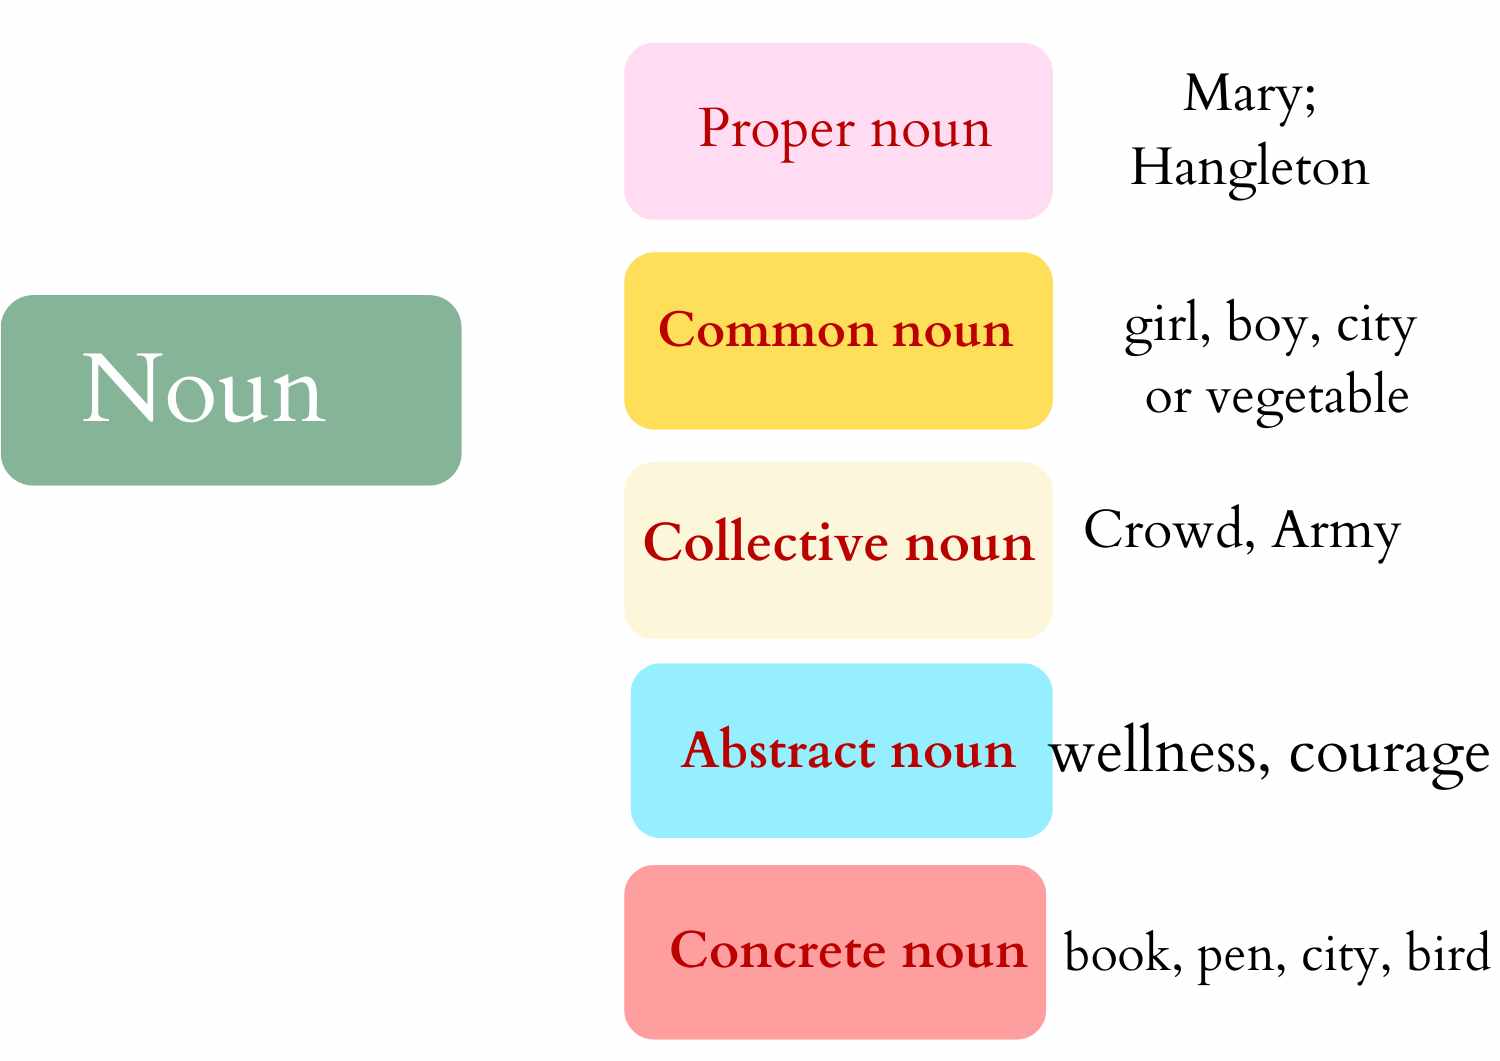 Noun
Proper noun
Mary;
Hangleton
Common noun
girl, boy, city
or vegetable
Collective noun
Crowd, Army
Abstract noun
wellness, courage
Concrete noun
book, pen, city, bird